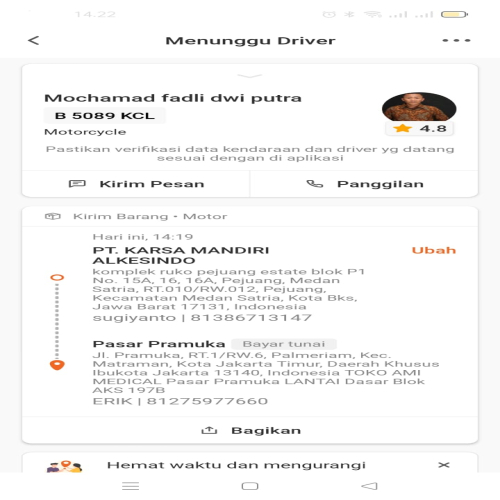 14.22
Menunggu Driver
Mochamad fadli dwi putra
B 5089 KCL
Motorcycle
4.8
Pastikan verifikasi data kendaraan dan driver yg datang
sesuai dengan di aplikasi
Kirim Pesan
Panggilan
Kirim Barang • Motor
Hari ini, 14:19
PT. KARSA MANDIRI
ALKESINDO
Ubah
komplek ruko pejuang estate blok P1
No. 15A, 16, 16A, Pejuang, Medan
Satria, RT.010/RW.012, Pejuang,
Kecamatan Medan Satria, Kota Bks,
Jawa Barat 17131, Indonesia
sugiyanto | 81386713147
Pasar Pramuka Bayar tunai
Jl. Pramuka, RT.1/RW.6, Palmeriam, Kec.
Matraman, Kota Jakarta Timur, Daerah Khusus
Ibukota Jakarta 13140, Indonesia TOKO AMI
MEDICAL Pasar Pramuka LANTAI Dasar Blok
AKS 197B
ERIK | 81275977660
Bagikan
Hemat waktu dan mengurangi